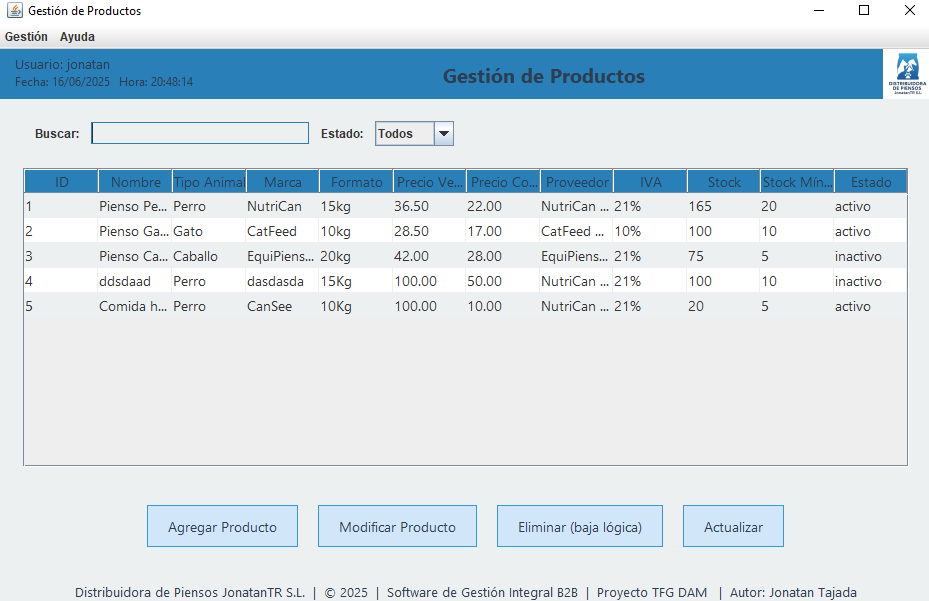 Gestión de Productos
Gestión Ayuda
Usuario: jonatan
Fecha: 16/06/2025 Hora: 20:48:14
Gestión de Productos
DISTRIBUIDORA
DE PIENSOS
JonatanTR S.L.
Buscar: Estado: Todos
ID Nombre Tipo Animal Marca Formato Precio Ve... Precio Co... Proveedor IVA Stock Stock Mín... Estado
1 Pienso Pe... Perro NutriCan 15kg 36.50 22.00 NutriCan ... 21% 165 20 activo
2 Pienso Ga... Gato CatFeed 10kg 28.50 17.00 CatFeed ... 10% 100 10 activo
3 Pienso Ca... Caballo EquiPiens... 20kg 42.00 28.00 EquiPiens... 21% 75 5 inactivo
4 ddsdaad Perro dasdasda 15Kg 100.00 50.00 NutriCan ... 21% 100 10 inactivo
5 Comida h... Perro CanSee 10Kg 100.00 10.00 NutriCan ... 21% 20 5 activo
Agregar Producto Modificar Producto Eliminar (baja lógica) Actualizar
Distribuidora de Piensos JonatanTR S.L. | © 2025 | Software de Gestión Integral B2B | Proyecto TFG DAM | Autor: Jonatan Tajada